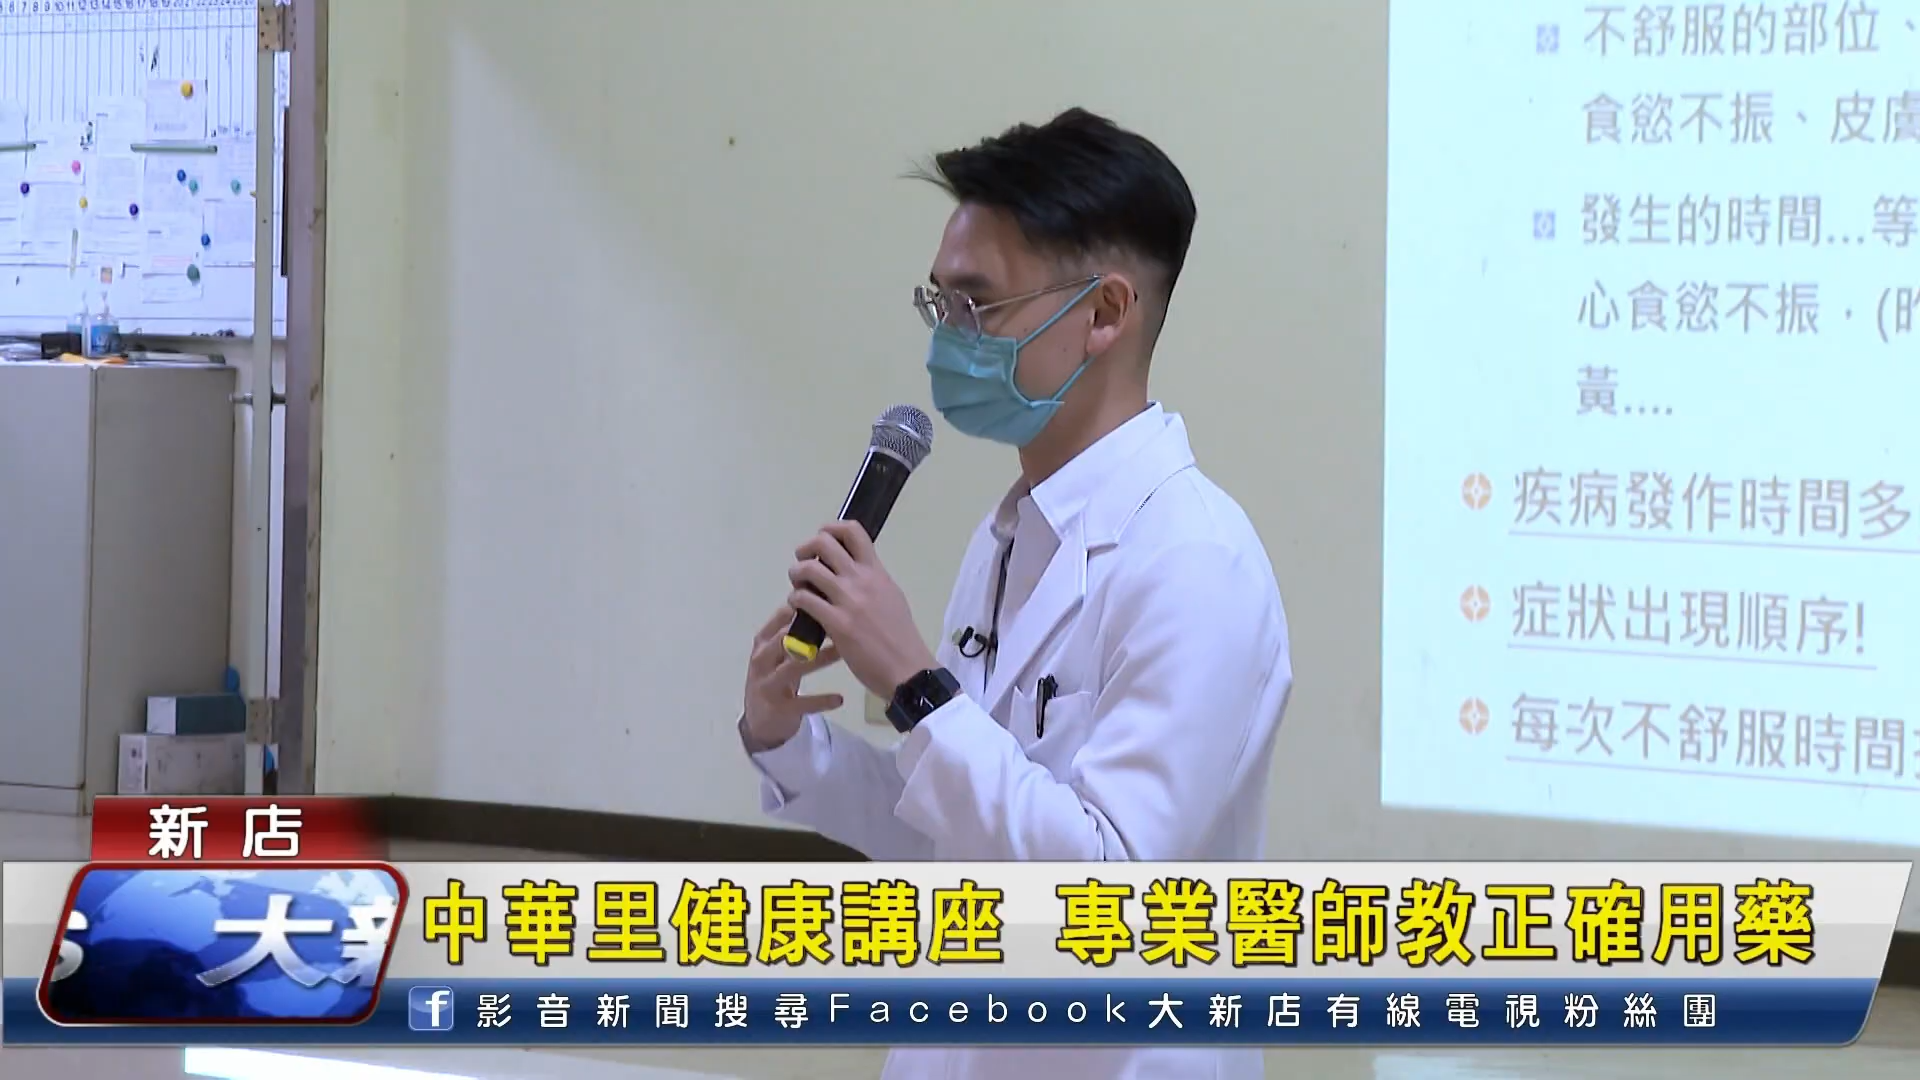 不舒服的部位、
食慾不振、皮膚
發生的時間...等
心食慾不振，(昨
黃....
疾病發作時間多
症狀出現順序!
每次不舒服時間
新店
大新
中華里健康講座 專業醫師教正確用藥
f 影音新聞搜尋Facebook大新店有線電視粉絲團